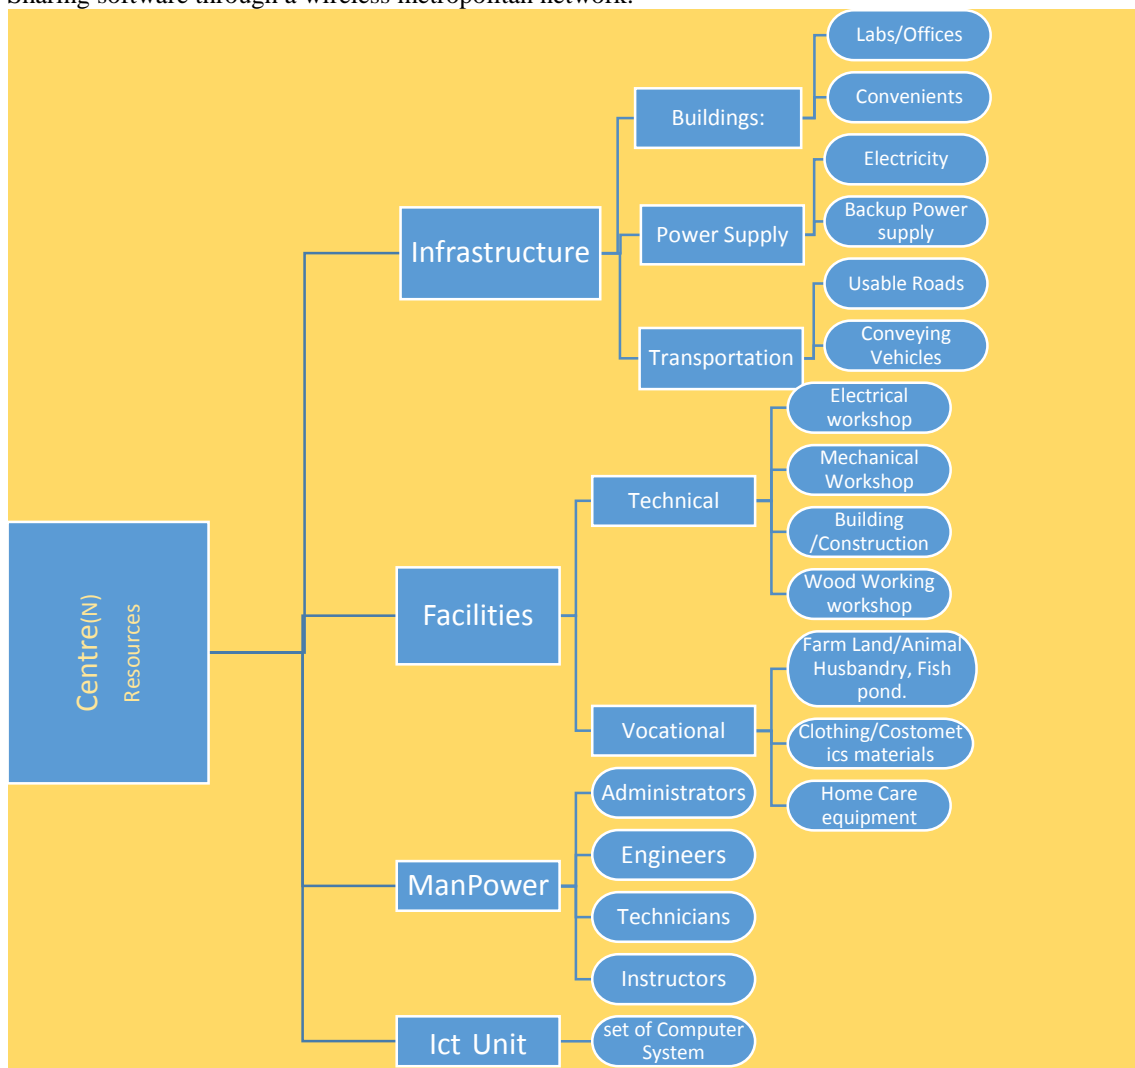 Sharing software through a wireless metropolitan network.
Labs/Offices
Convenients
Buildings:
Electricity
Backup Power
supply
Power Supply
Infrastructure
Usable Roads
Conveying
Vehicles
Transportation
Electrical
workshop
Mechanical
Workshop
Technical
Building
/Construction
Wood Working
workshop
Facilities
Centre(N)
Resources
Farm Land/Animal
Husbandry, Fish
pond.
Vocational
Clothing/Costomet
ics materials
Home Care
equipment
Administrators
Engineers
ManPower
Technicians
Instructors
Ict Unit
set of Computer
System